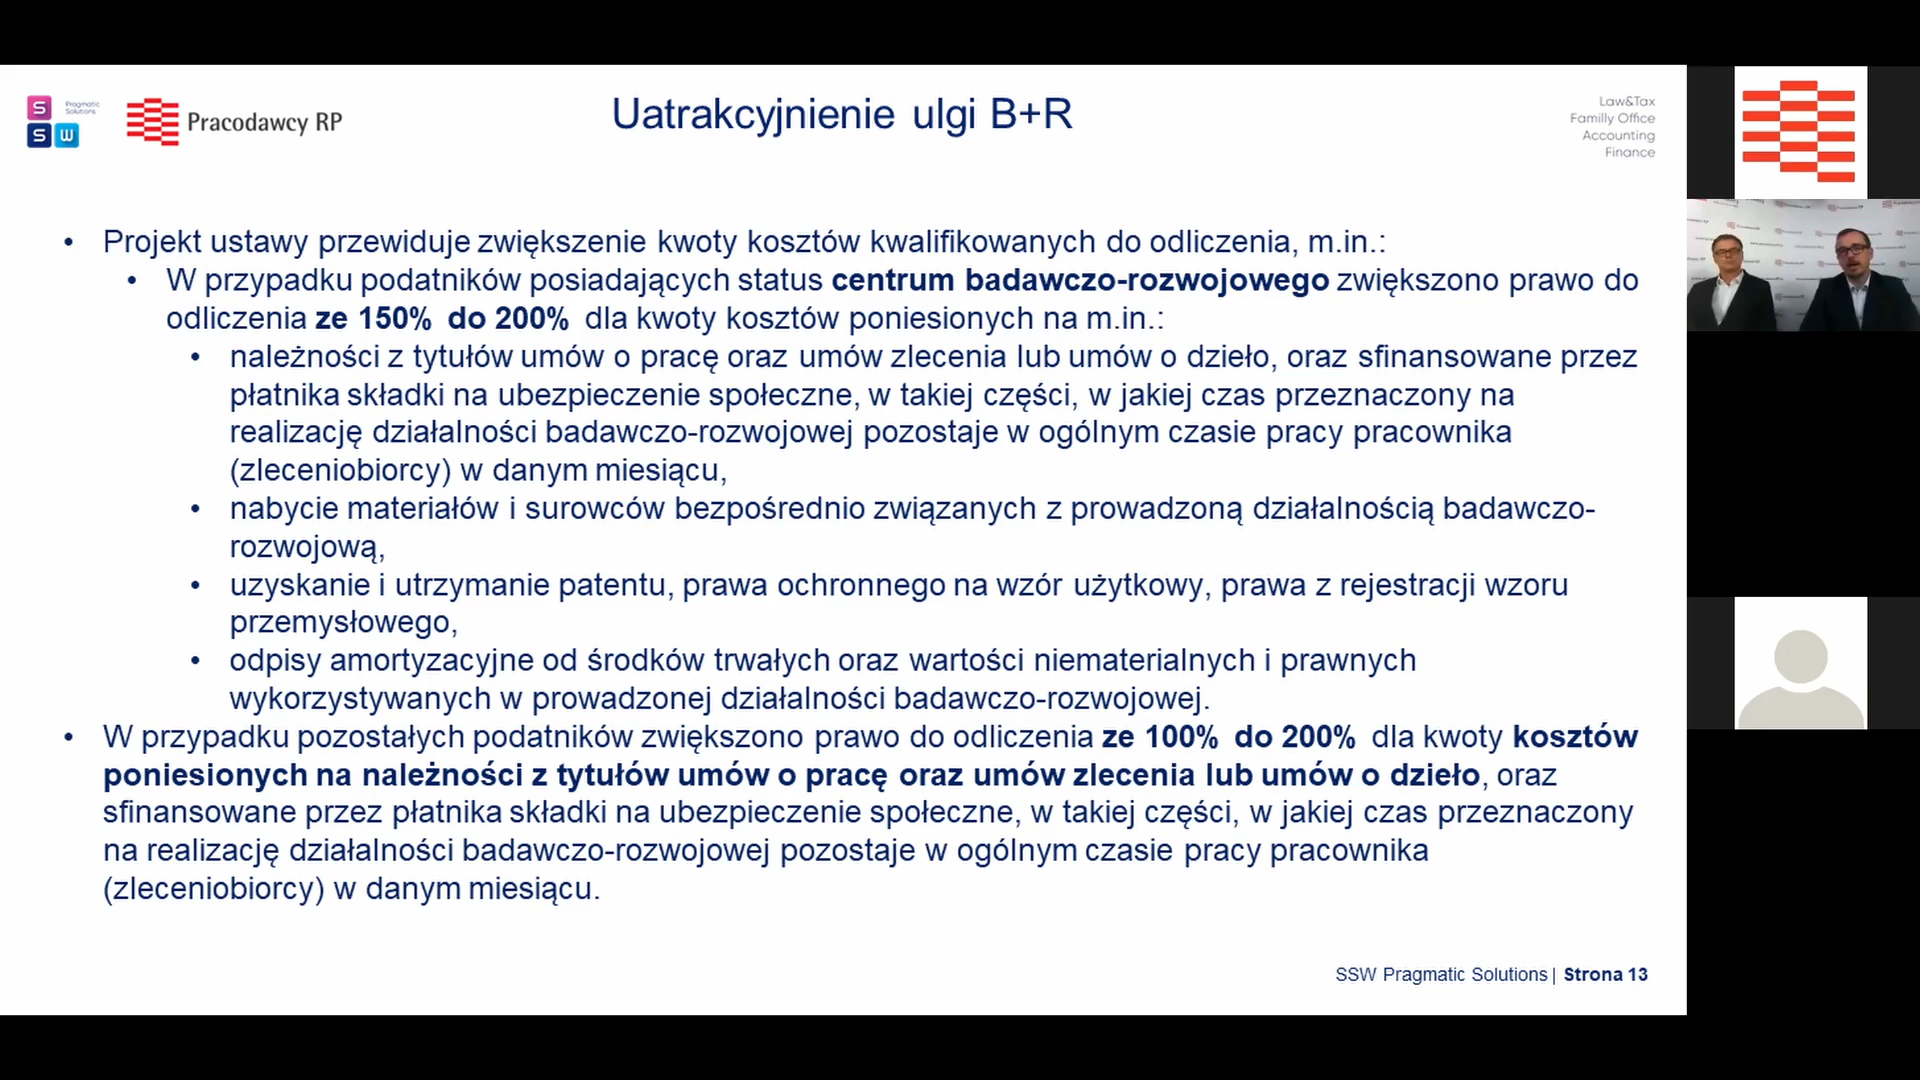 S
Pragmatic
Solutions
S W
Pracodawcy RP
Uatrakcyjnienie ulgi B+R
Law&Tax
Familly Office
Accounting
Finance
• Projekt ustawy przewiduje zwiększenie kwoty kosztów kwalifikowanych do odliczenia, m.in.:
• W przypadku podatników posiadających status centrum badawczo-rozwojowego zwiększono prawo do
odliczenia ze 150% do 200% dla kwoty kosztów poniesionych na m.in.:
• należności z tytułów umów o pracę oraz umów zlecenia lub umów o dzieło, oraz sfinansowane przez
płatnika składki na ubezpieczenie społeczne, w takiej części, w jakiej czas przeznaczony na
realizację działalności badawczo-rozwojowej pozostaje w ogólnym czasie pracy pracownika
(zleceniobiorcy) w danym miesiącu,
• nabycie materiałów i surowców bezpośrednio związanych z prowadzoną działalnością badawczo-
rozwojową,
• uzyskanie i utrzymanie patentu, prawa ochronnego na wzór użytkowy, prawa z rejestracji wzoru
przemysłowego,
• odpisy amortyzacyjne od środków trwałych oraz wartości niematerialnych i prawnych
wykorzystywanych w prowadzonej działalności badawczo-rozwojowej.
• W przypadku pozostałych podatników zwiększono prawo do odliczenia ze 100% do 200% dla kwoty kosztów
poniesionych na należności z tytułów umów o pracę oraz umów zlecenia lub umów o dzieło, oraz
sfinansowane przez płatnika składki na ubezpieczenie społeczne, w takiej części, w jakiej czas przeznaczony
na realizację działalności badawczo-rozwojowej pozostaje w ogólnym czasie pracy pracownika
(zleceniobiorcy) w danym miesiącu.
SSW Pragmatic Solutions | Strona 13